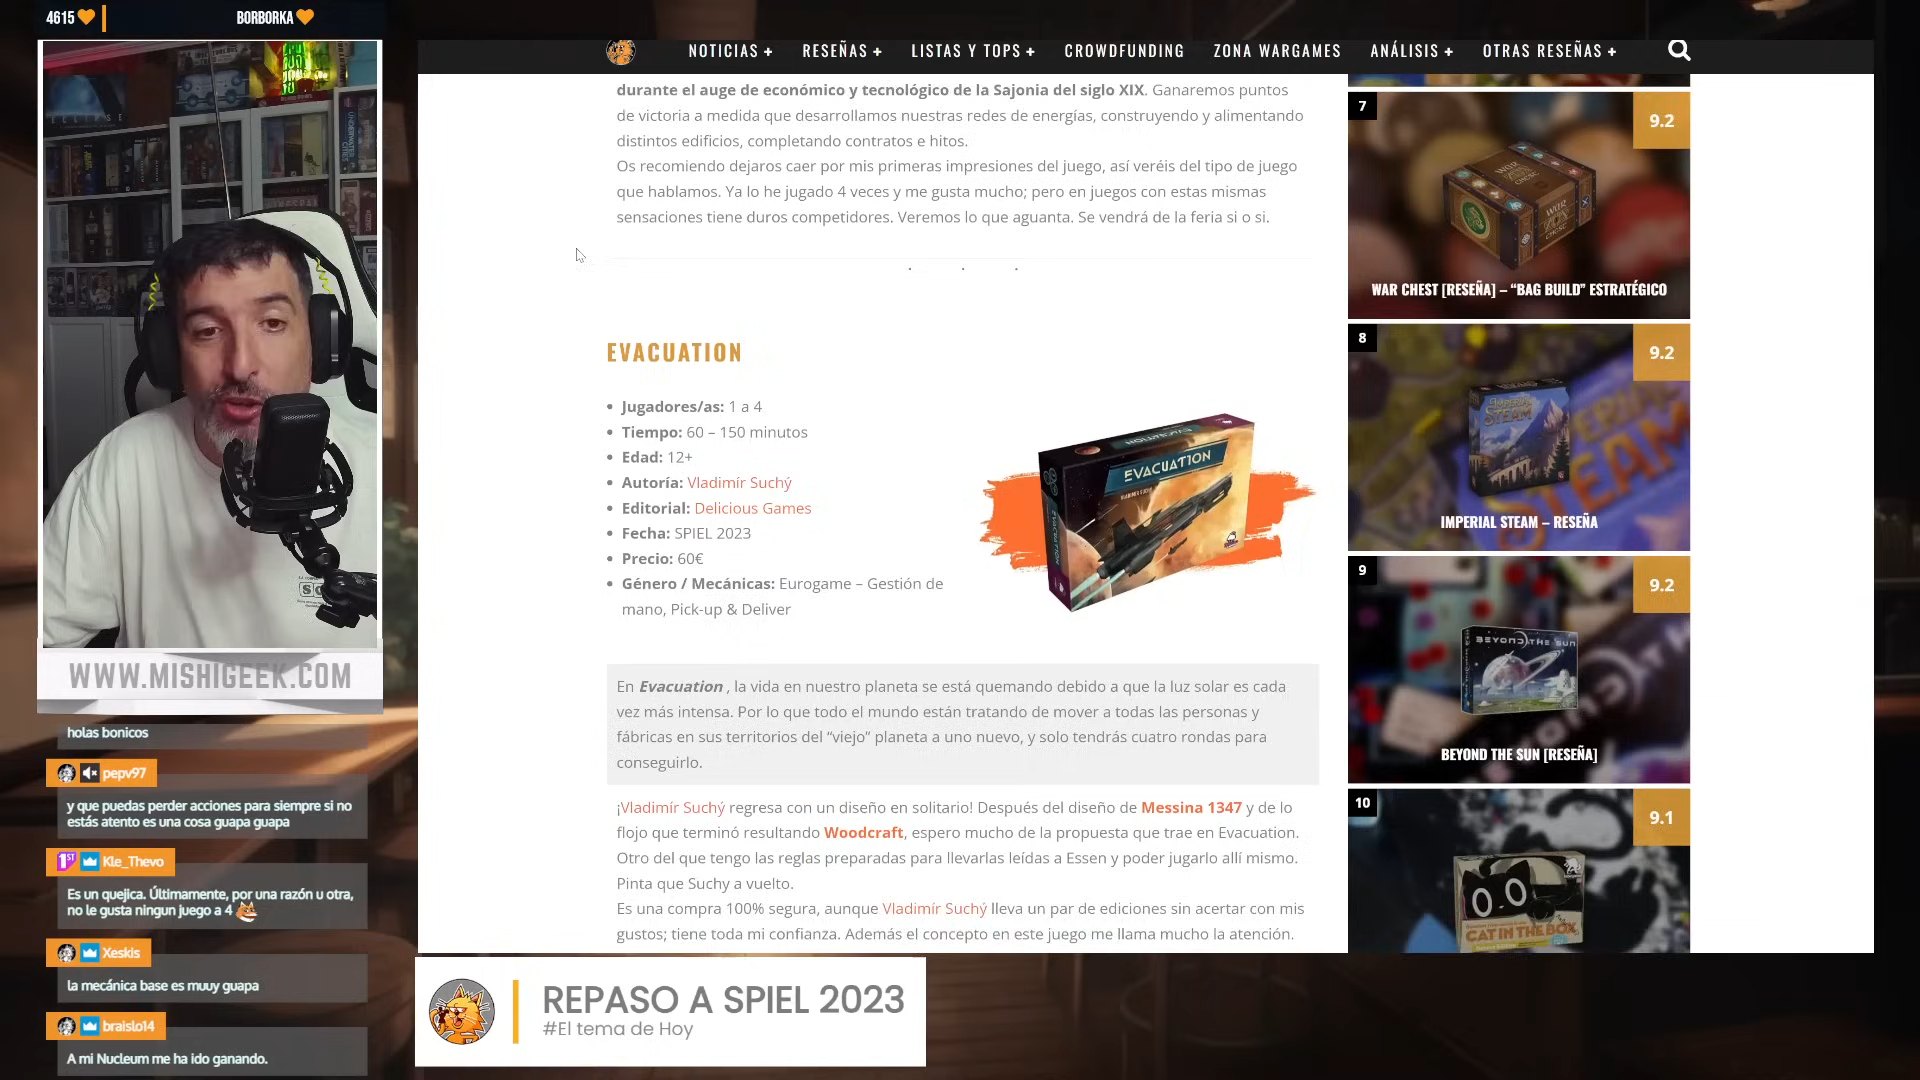 4615
BORBORKA
NOTICIAS +
RESEÑAS +
LISTAS Y TOPS +
CROWDFUNDING
ZONA WARGAMES
ANÁLISIS +
OTRAS RESEÑAS +
durante el auge de económico y tecnológico de la Sajonia del siglo XIX. Ganaremos puntos
de victoria a medida que desarrollamos nuestras redes de energías, construyendo y alimentando
distintos edificios, completando contratos e hitos.
Os recomiendo dejaros caer por mis primeras impresiones del juego, así veréis del tipo de juego
que hablamos. Ya lo he jugado 4 veces y me gusta mucho; pero en juegos con estas mismas
sensaciones tiene duros competidores. Veremos lo que aguanta. Se vendrá de la feria si o si.
EVACUATION
Jugadores/as: 1 a 4
Tiempo: 60 – 150 minutos
Edad: 12+
Autoría: Vladimír Suchý
Editorial: Delicious Games
Fecha: SPIEL 2023
Precio: 60€
Género / Mecánicas: Eurogame – Gestión de
mano, Pick-up & Deliver
EVACUATION
EVACUATION
VLADIMÍR SUCHÝ
EVACUATION
En Evacuation , la vida en nuestro planeta se está quemando debido a que la luz solar es cada
vez más intensa. Por lo que todo el mundo están tratando de mover a todas las personas y
fábricas en sus territorios del “viejo” planeta a uno nuevo, y solo tendrás cuatro rondas para
conseguirlo.
¡Vladimír Suchý regresa con un diseño en solitario! Después del diseño de Messina 1347 y de lo
flojo que terminó resultando Woodcraft, espero mucho de la propuesta que trae en Evacuation.
Otro del que tengo las reglas preparadas para llevarlas leídas a Essen y poder jugarlo allí mismo.
Pinta que Suchy a vuelto.
Es una compra 100% segura, aunque Vladimír Suchý lleva un par de ediciones sin acertar con mis
gustos; tiene toda mi confianza. Además el concepto en este juego me llama mucho la atención.
7
9.2
WAR CHEST
WAR CHEST [RESEÑA] – “BAG BUILD” ESTRATÉGICO
8
9.2
IMPERIAL STEAM
STEAM
IMPERIAL STEAM – RESEÑA
9
9.2
BEYOND THE SUN
BEYOND THE SUN [RESEÑA]
10
9.1
CAT IN THE BOX
ECLIPSE
UNDERWATER CITIES
WWW.MISHIGEEK.COM
holas bonicos
pepv97
y que puedas perder acciones para siempre si no
estás atento es una cosa guapa guapa
1ST Kle_Thevo
Es un quejica. Últimamente, por una razón u otra,
no le gusta ningun juego a 4
Xeskis
la mecánica base es muuy guapa
braislo14
A mi Nucleum me ha ido ganando.
REPASO A SPIEL 2023
#El tema de Hoy